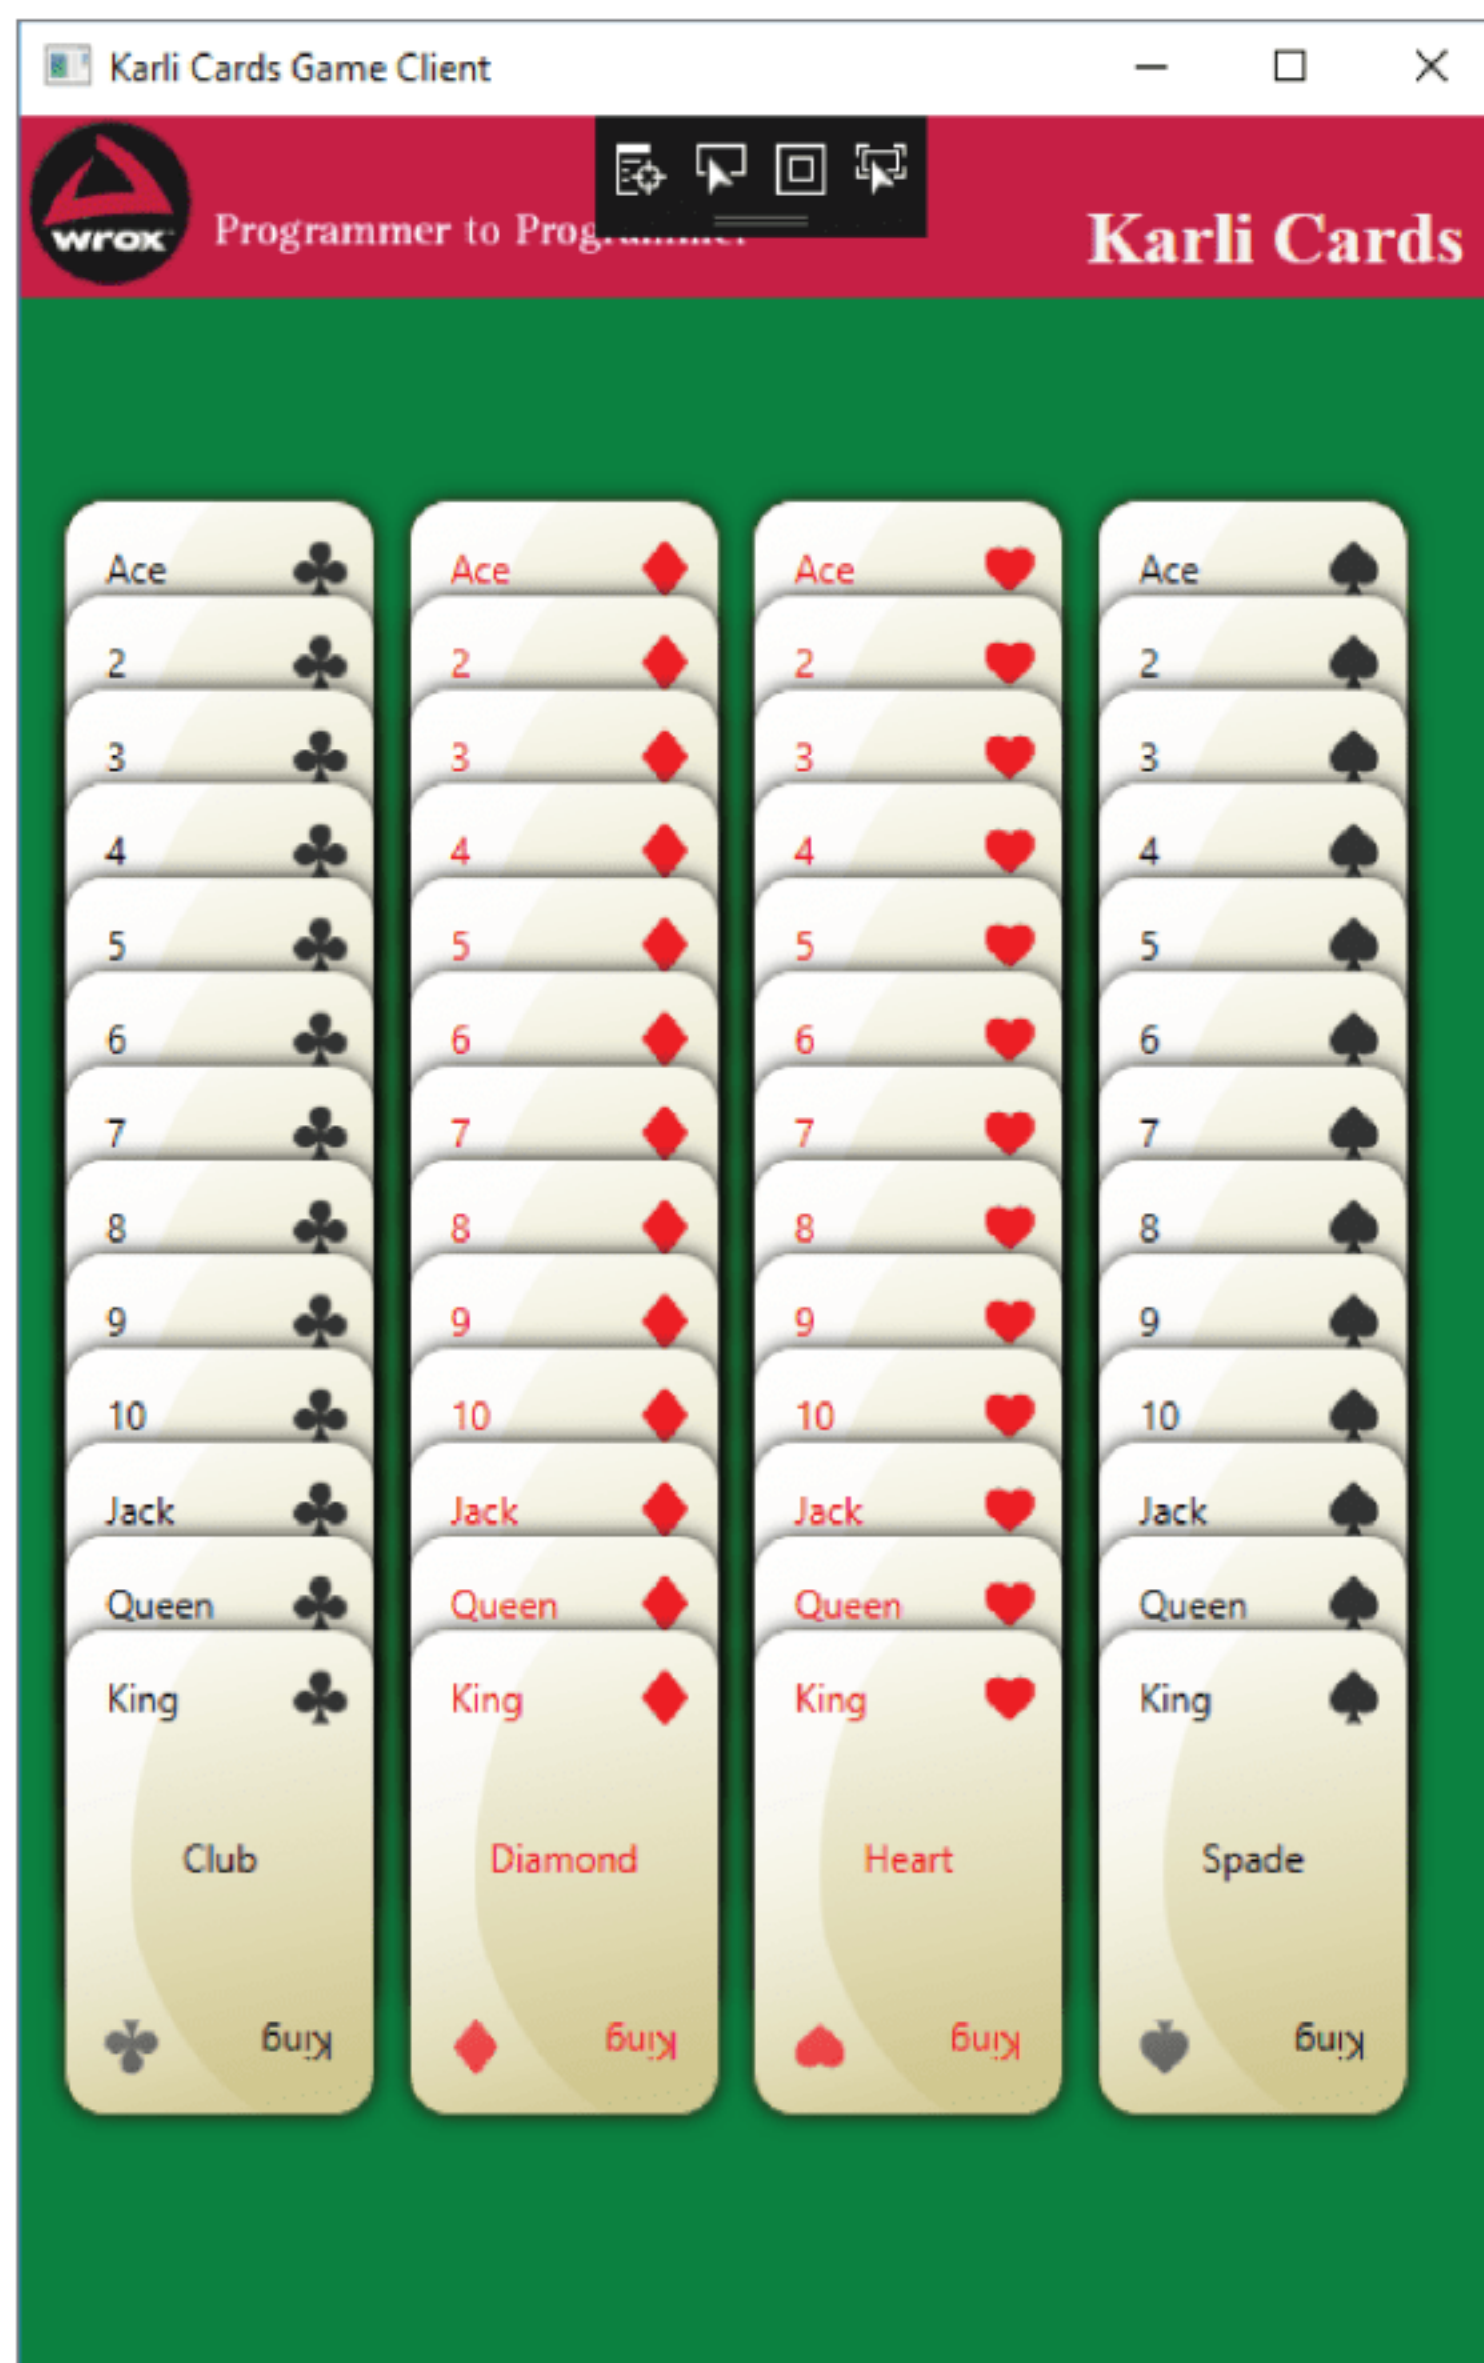 Karli Cards Game Client
wrox
Programmer to Programmer
Karli Cards
Ace Ace Ace Ace
2 2 2 2
3 3 3 3
4 4 4 4
5 5 5 5
6 6 6 6
7 7 7 7
8 8 8 8
9 9 9 9
10 10 10 10
Jack Jack Jack Jack
Queen Queen Queen Queen
King King King King
Club Diamond Heart Spade
King King King King